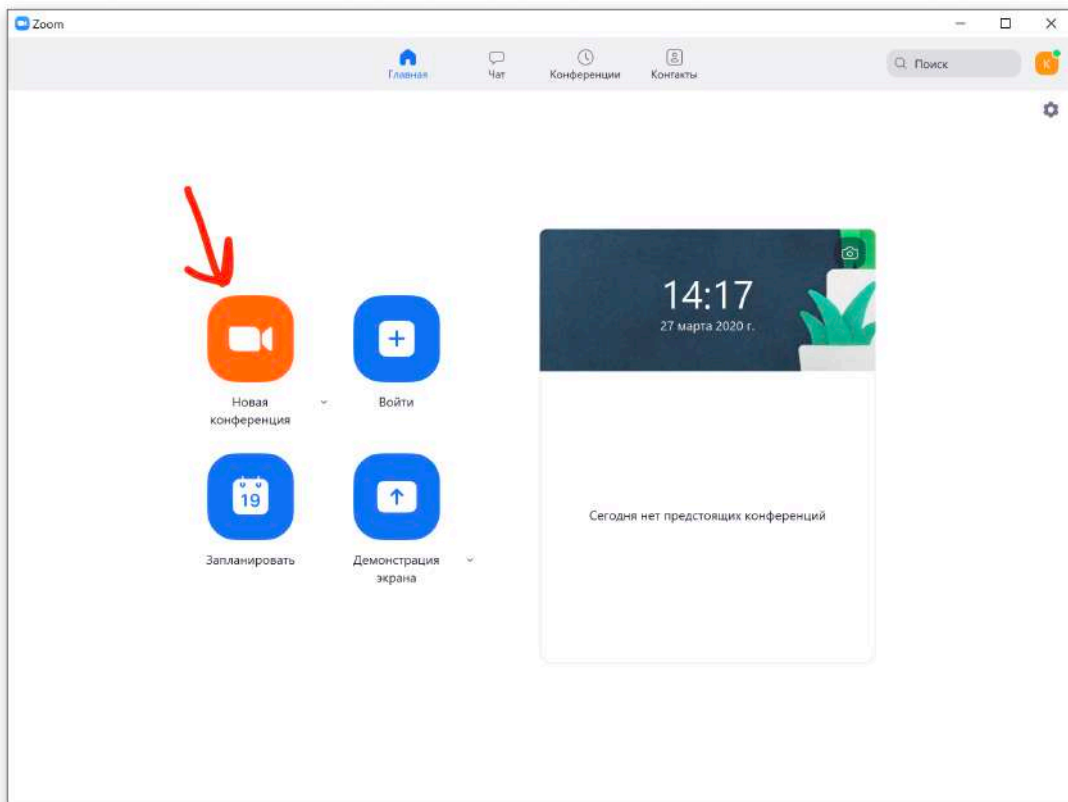 Zoom
Главная
Чат
Конференции
Контакты
Поиск
К
14:17
27 марта 2020 г.
Новая
конференция
Войти
19
Запланировать
Демонстрация
экрана
Сегодня нет предстоящих конференций